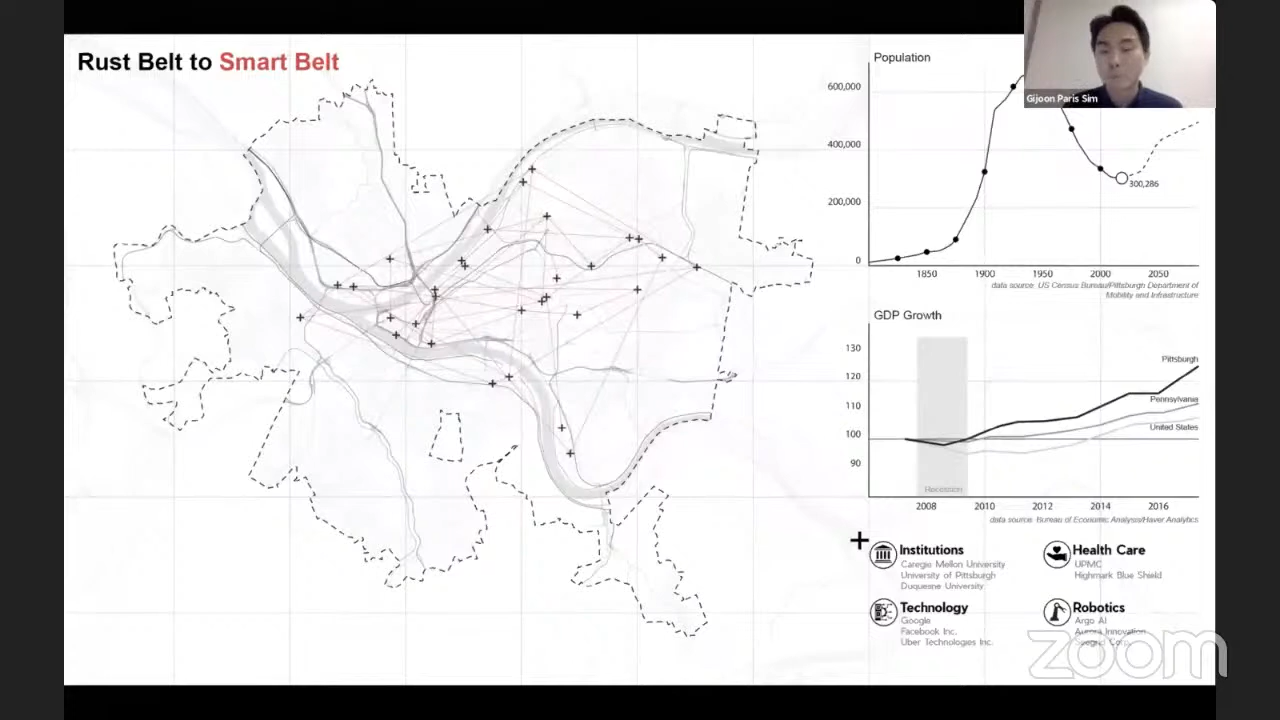 Rust Belt to Smart Belt
Population
Gijoon Paris Sim
600,000
400,000
200,000
0
300,286
1850
1900
1950
2000
2050
data source: US Census Bureau/Pittsburgh Department of
Mobility and Infrastructure
GDP Growth
130
120
110
100
90
Pittsburgh
Pennsylvania
United States
Recession
2008
2010
2012
2014
2016
data source: Bureau of Economic Analysis/Haver Analytics
Institutions
Caregie Mellon University
University of Pittsburgh
Duquesne University
Health Care
UPMC
Highmark Blue Shield
Technology
Google
Facebook Inc.
Uber Technologies Inc.
Robotics
Argo AI
Aurora Innovation
Seegrid Corp.
zoom